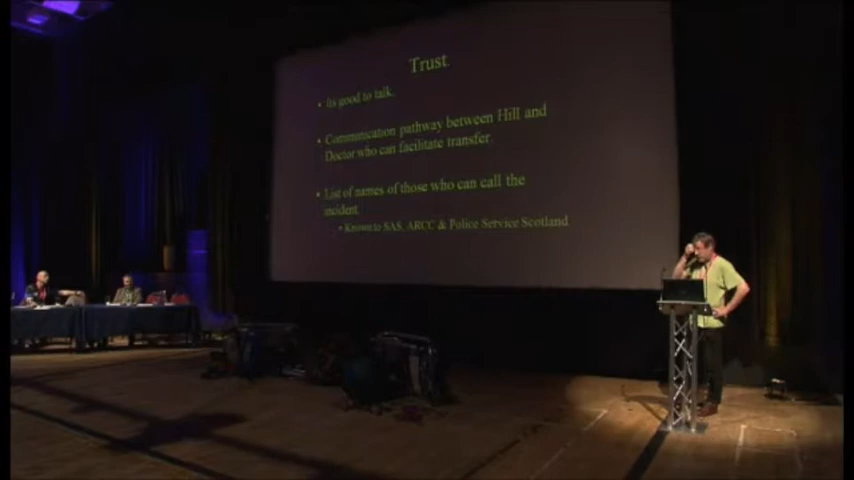 Trust
• Its good to talk.
• Communication pathway between Hill and
Doctor who can facilitate transfer.
• List of names of those who can call the
incident.
• Known to SAS, ARCC & Police Service Scotland